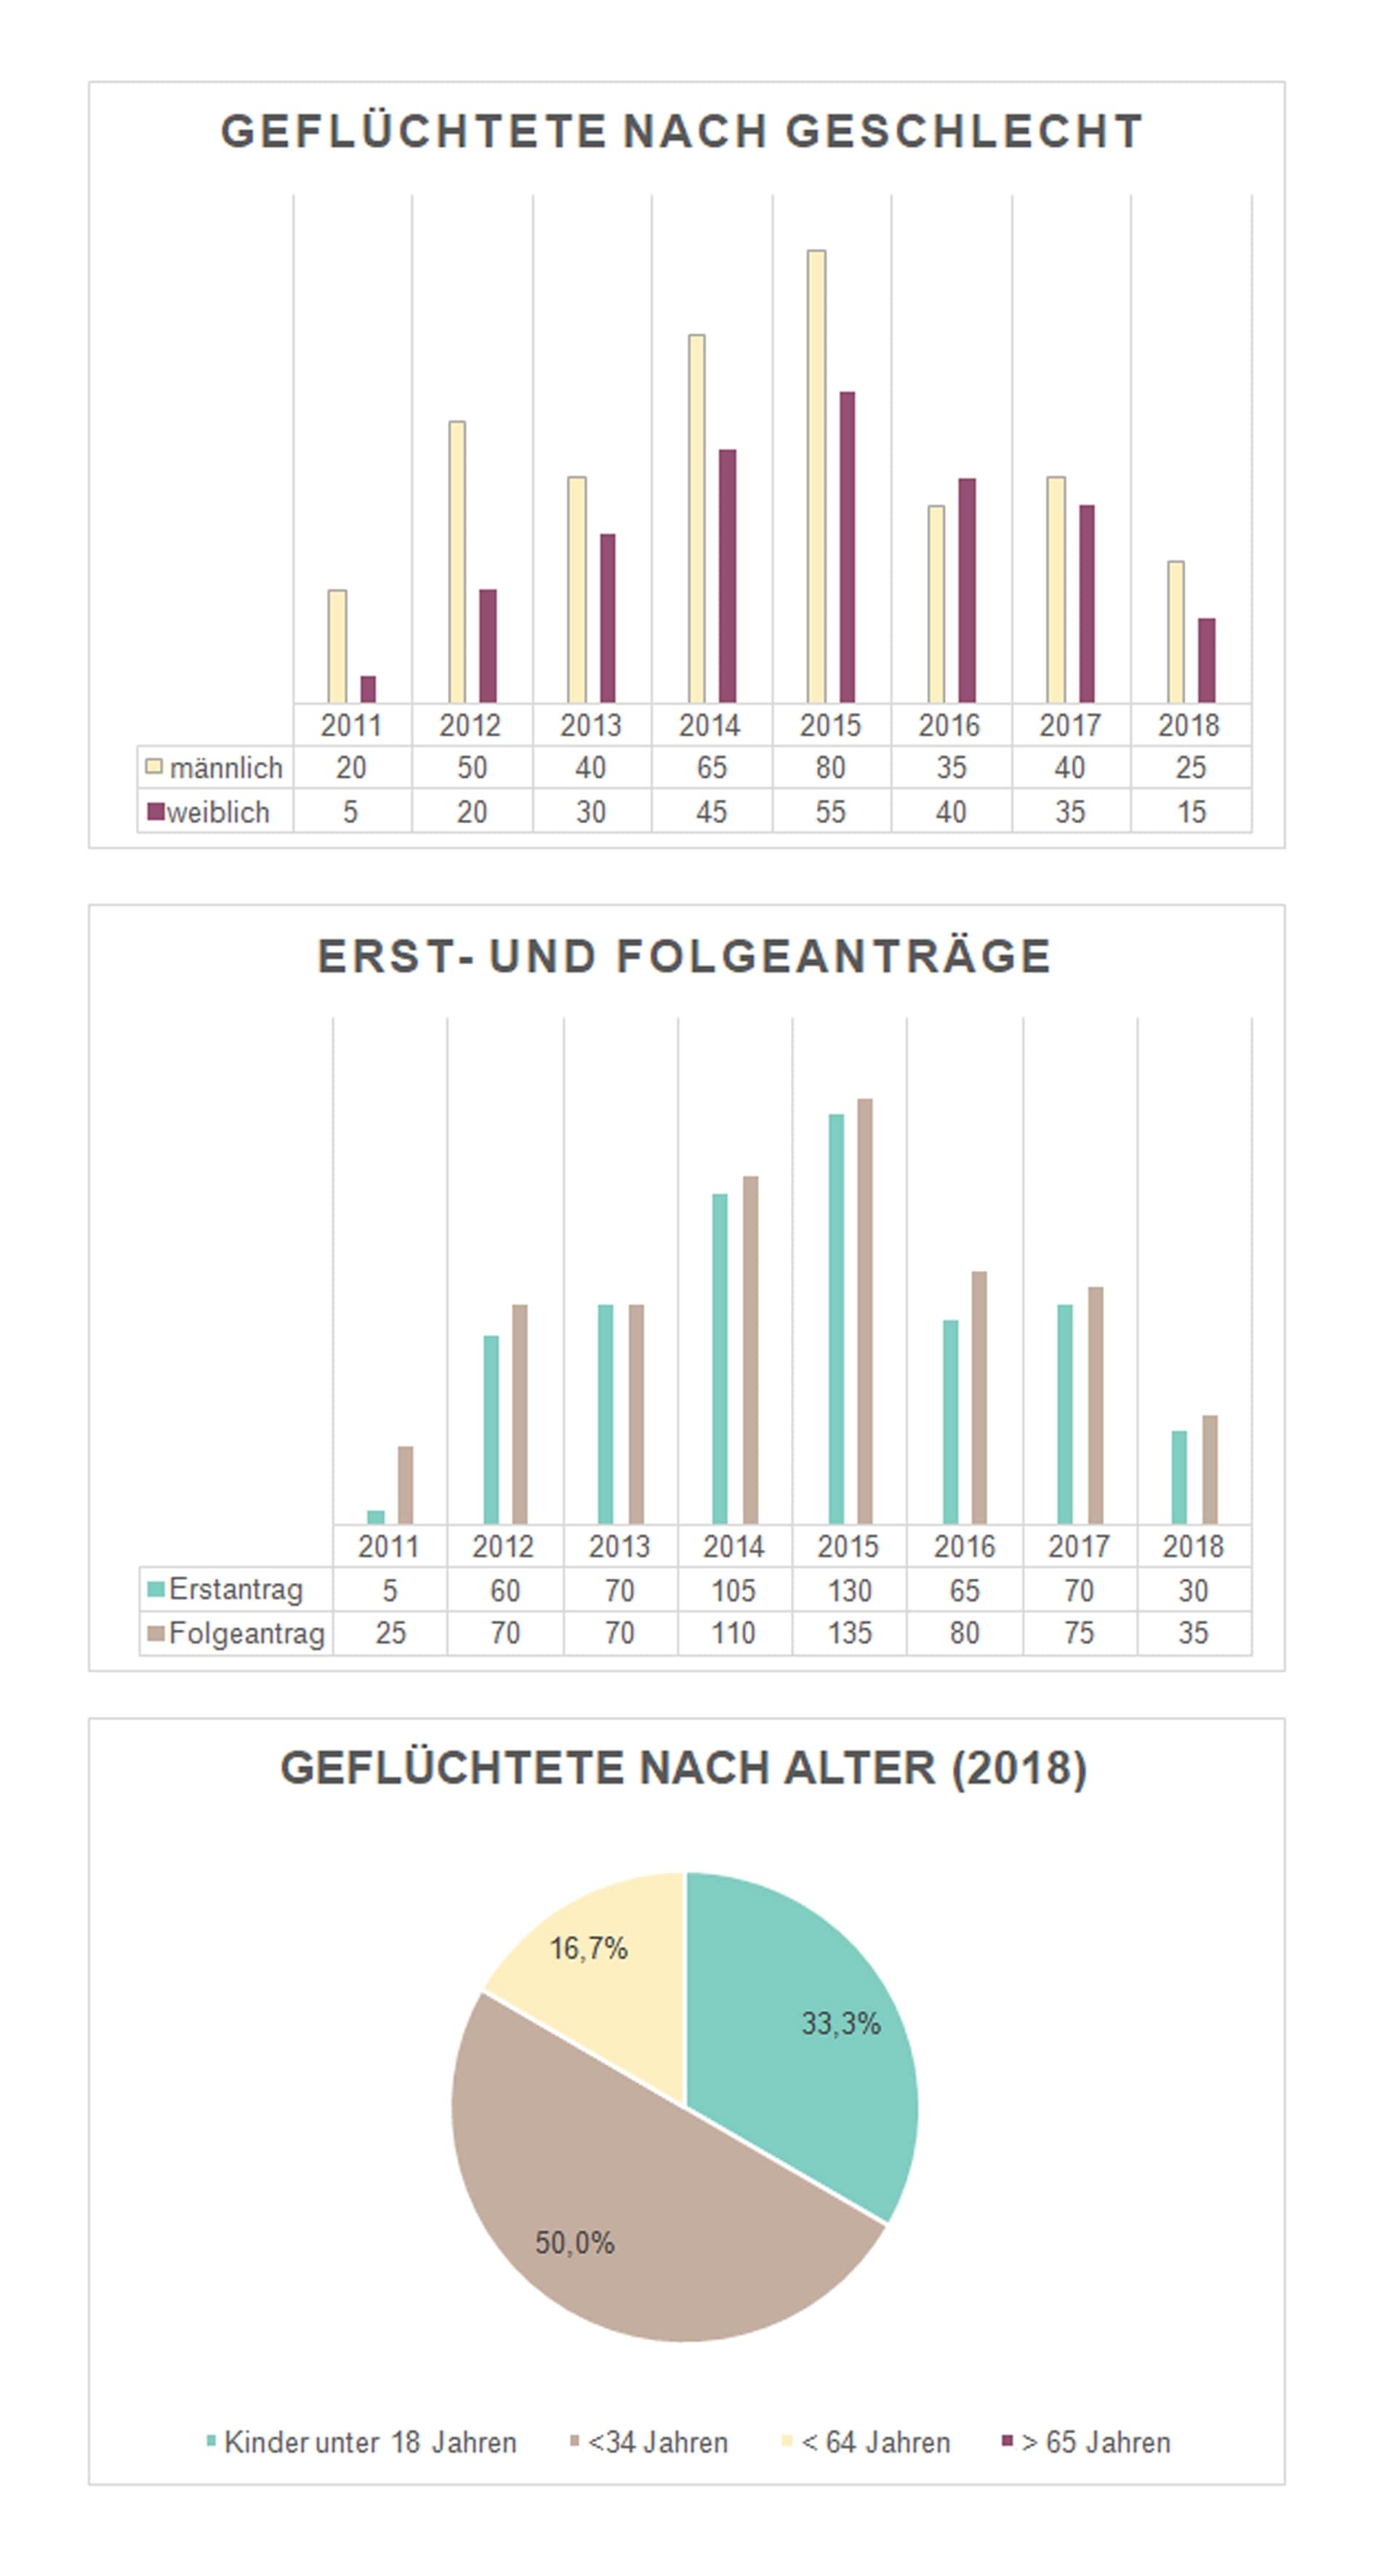 GEFLÜCHTETE NACH GESCHLECHT
2011 2012 2013 2014 2015 2016 2017 2018
männlich 20 50 40 65 80 35 40 25
weiblich 5 20 30 45 55 40 35 15
ERST- UND FOLGEANTRÄGE
2011 2012 2013 2014 2015 2016 2017 2018
Erstantrag 5 60 70 105 130 65 70 30
Folgeantrag 25 70 70 110 135 80 75 35
GEFLÜCHTETE NACH ALTER (2018)
16,7%
33,3%
50,0%
Kinder unter 18 Jahren <34 Jahren < 64 Jahren > 65 Jahren